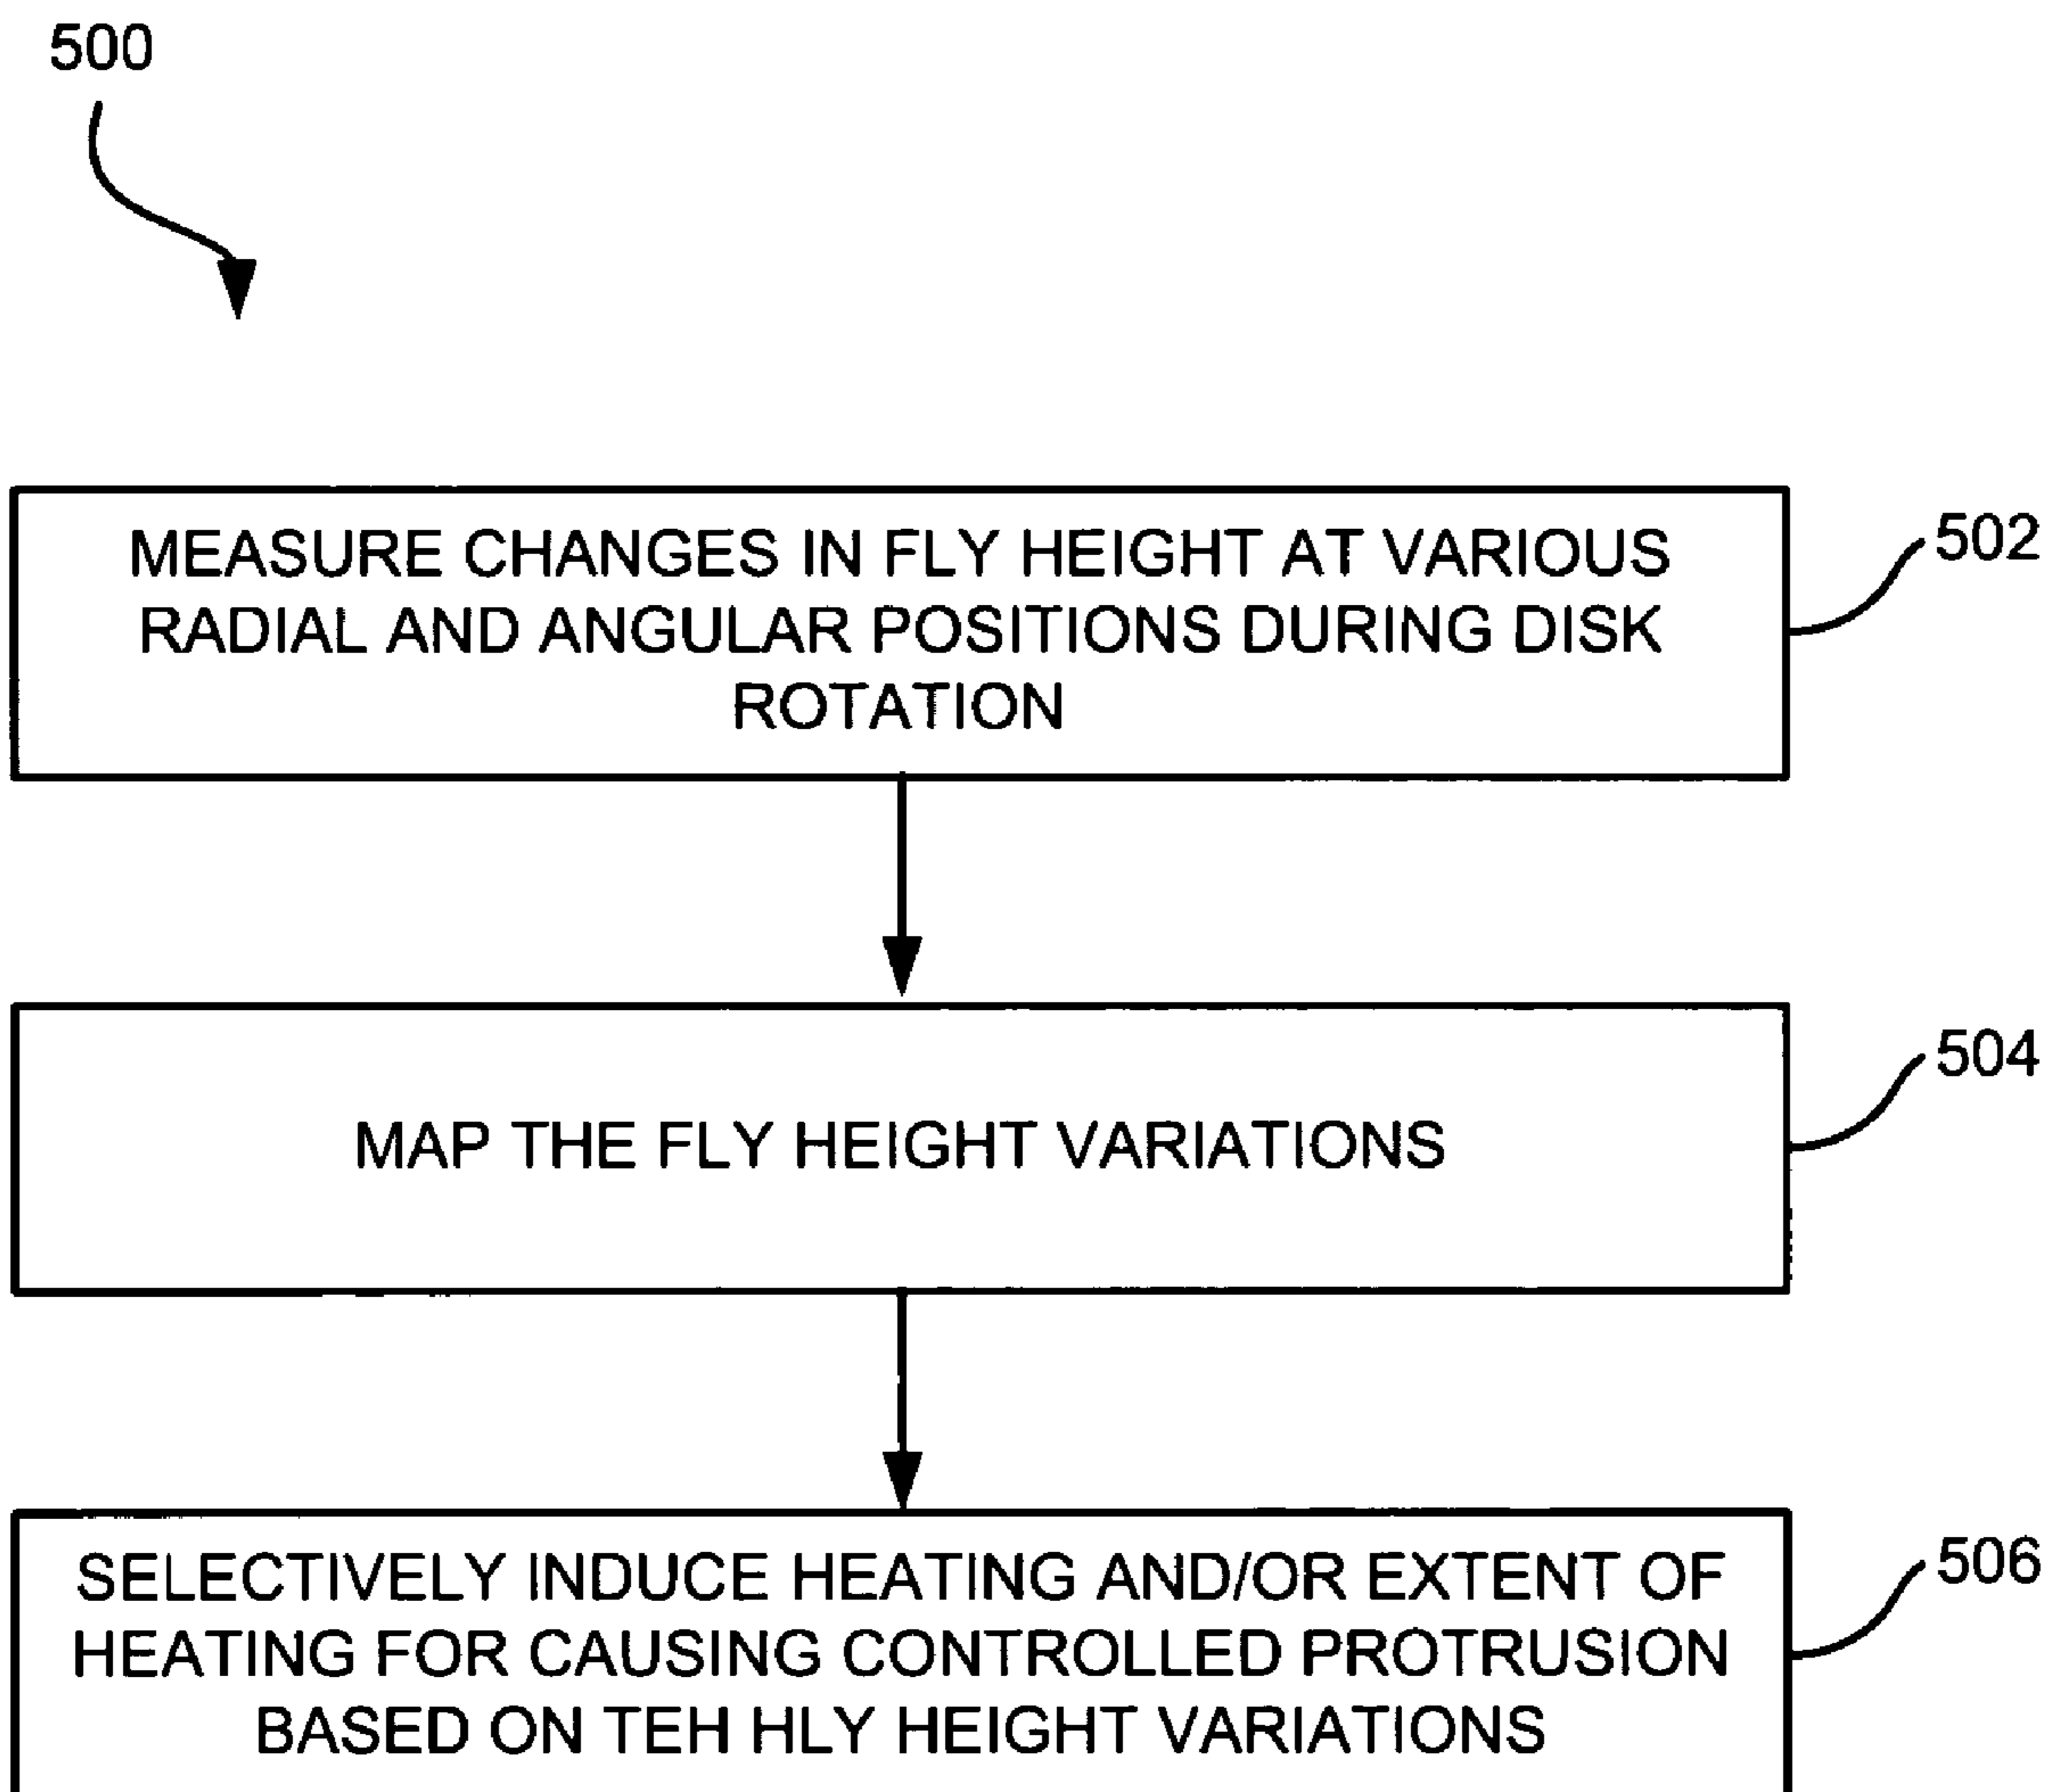 500
MEASURE CHANGES IN FLY HEIGHT AT VARIOUS
RADIAL AND ANGULAR POSITIONS DURING DISK
ROTATION
502
MAP THE FLY HEIGHT VARIATIONS
504
SELECTIVELY INDUCE HEATING AND/OR EXTENT OF
HEATING FOR CAUSING CONTROLLED PROTRUSION
BASED ON TEH HLY HEIGHT VARIATIONS
506